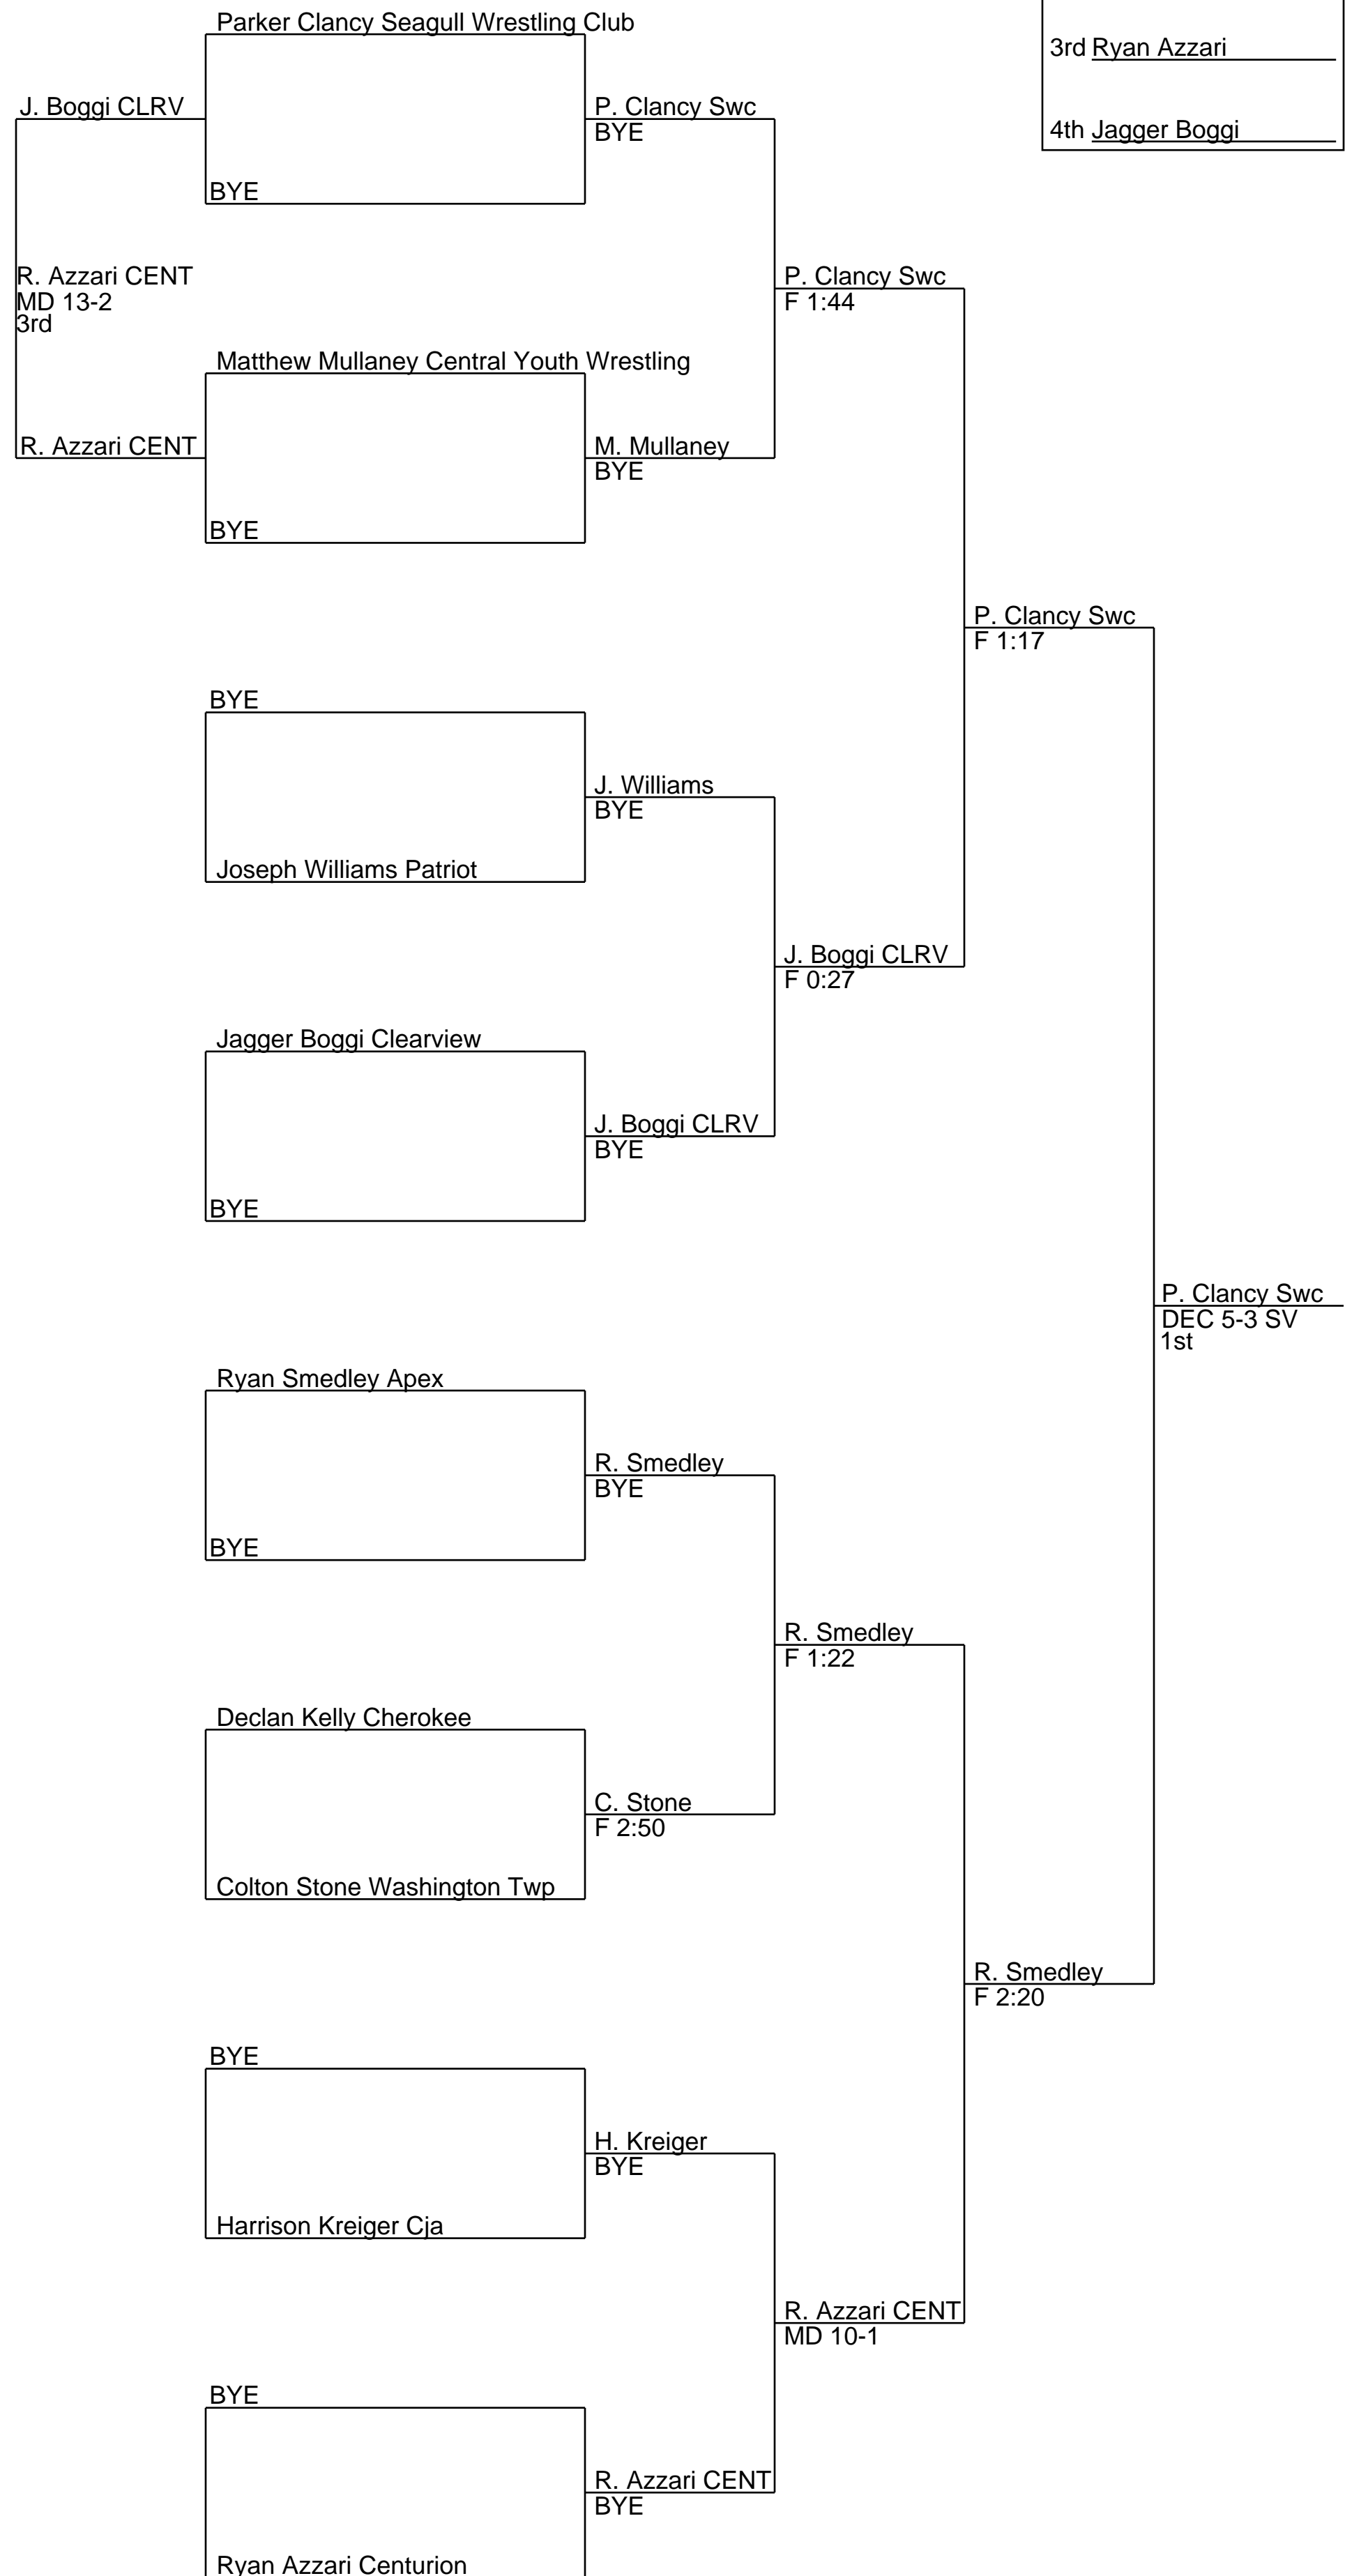 Parker Clancy Seagull Wrestling Club
3rd Ryan Azzari
J. Boggi CLRV
P. Clancy Swc
BYE
4th Jagger Boggi
BYE
R. Azzari CENT
MD 13-2
3rd
P. Clancy Swc
F 1:44
Matthew Mullaney Central Youth Wrestling
R. Azzari CENT
M. Mullaney
BYE
BYE
P. Clancy Swc
F 1:17
BYE
J. Williams
BYE
Joseph Williams Patriot
J. Boggi CLRV
F 0:27
Jagger Boggi Clearview
J. Boggi CLRV
BYE
BYE
P. Clancy Swc
DEC 5-3 SV
1st
Ryan Smedley Apex
R. Smedley
BYE
BYE
R. Smedley
F 1:22
Declan Kelly Cherokee
C. Stone
F 2:50
Colton Stone Washington Twp
R. Smedley
F 2:20
BYE
H. Kreiger
BYE
Harrison Kreiger Cja
R. Azzari CENT
MD 10-1
BYE
R. Azzari CENT
BYE
Ryan Azzari Centurion